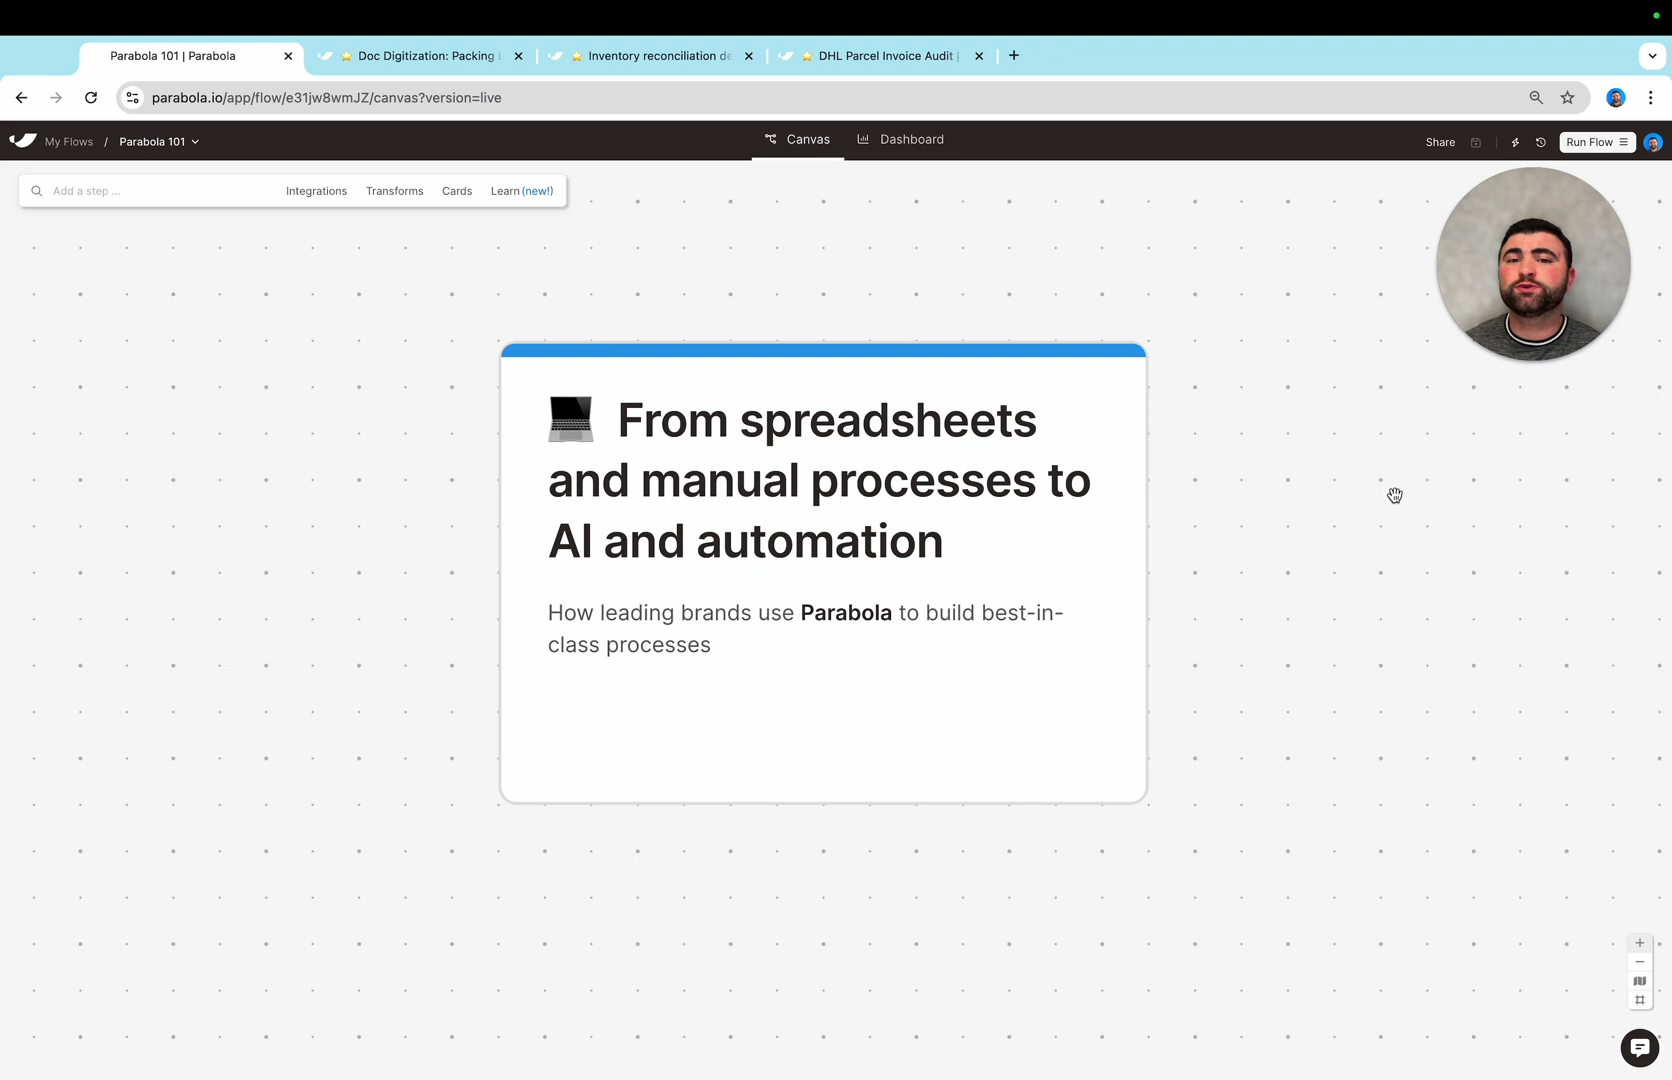 Parabola 101 | Parabola
Doc Digitization: Packing
Inventory reconciliation de
DHL Parcel Invoice Audit |
parabola.io/app/flow/e31jw8wmJZ/canvas?version=live
My Flows / Parabola 101
Canvas
Dashboard
Share
Run Flow
Add a step ...
Integrations
Transforms
Cards
Learn (new!)
From spreadsheets
and manual processes to
AI and automation
How leading brands use Parabola to build best-in-
class processes